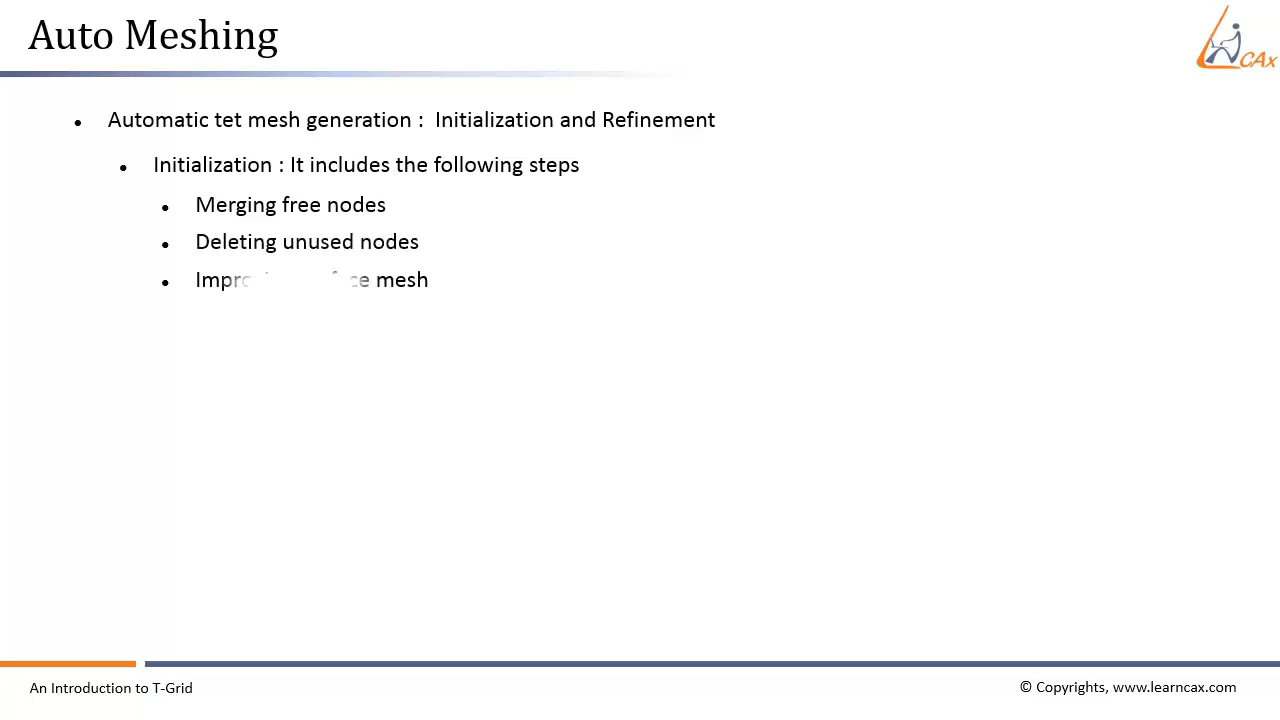 Auto Meshing
CAx
Automatic tet mesh generation : Initialization and Refinement
Initialization : It includes the following steps
Merging free nodes
Deleting unused nodes
mesh
An Introduction to T-Grid
© Copyrights, www.learncax.com